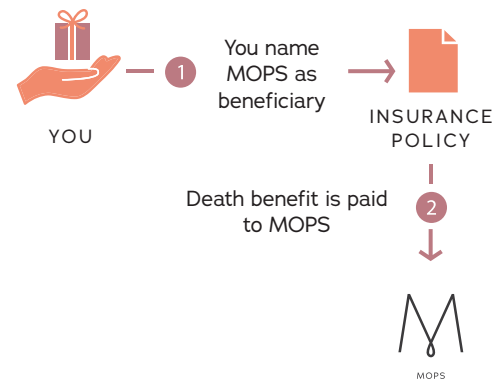 1
You name
MOPS as
beneficiary
YOU
INSURANCE
POLICY
Death benefit is paid
to MOPS
2
MOPS